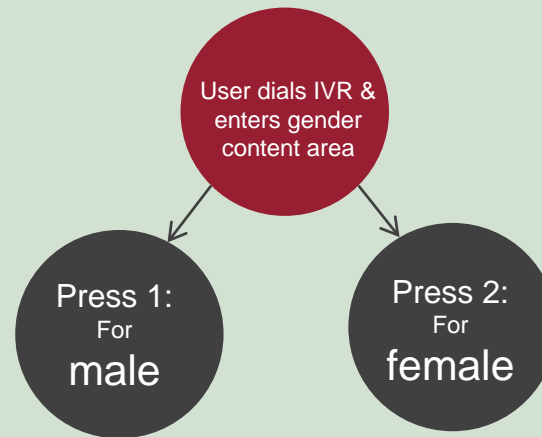 User dials IVR &
enters gender
content area
Press 1:
For
male
Press 2:
For
female